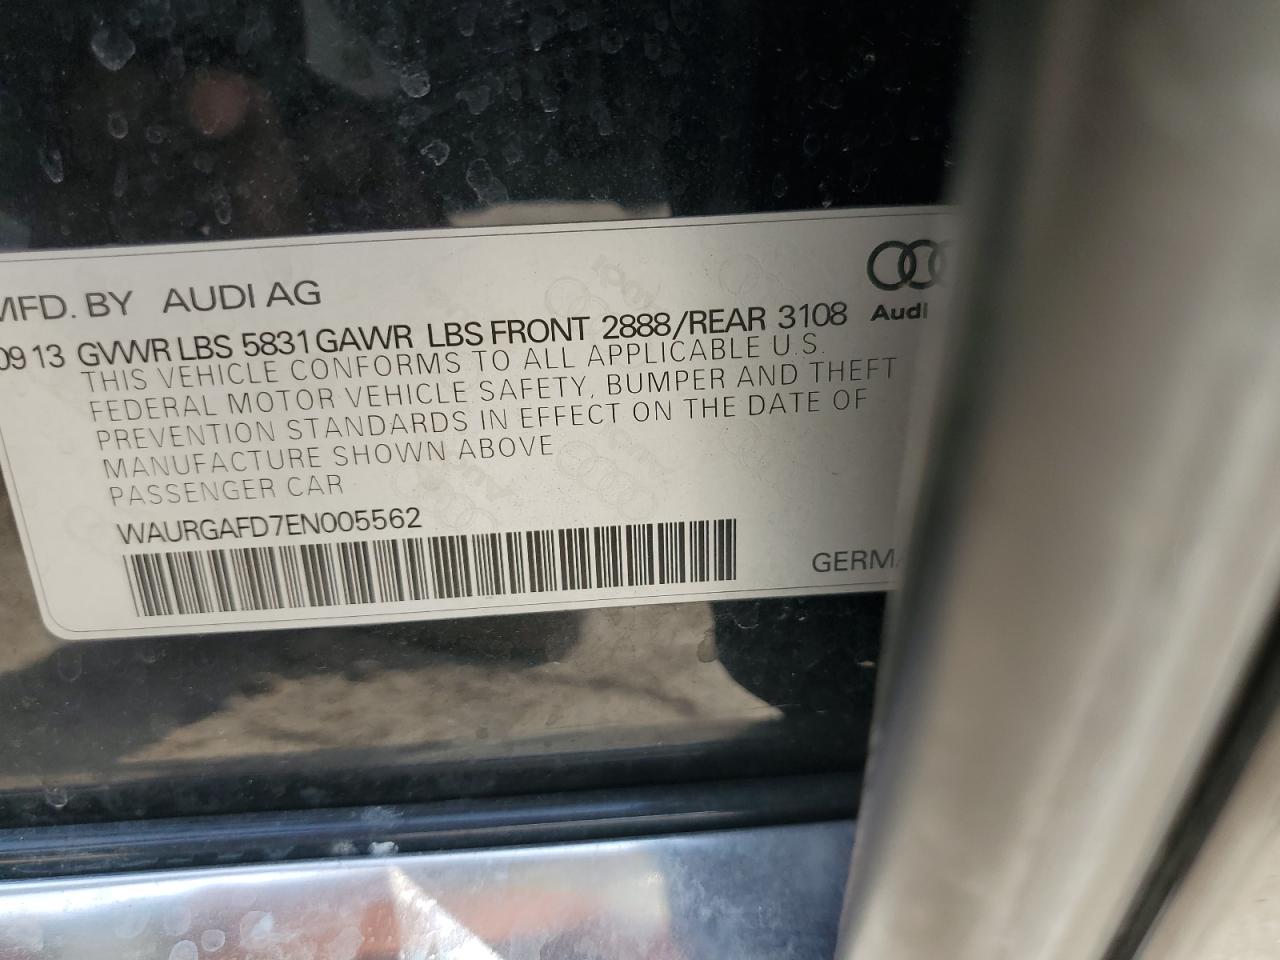 MFD. BY AUDI AG
Audi
09 13 GVWR LBS 5831 GAWR LBS FRONT 2888/REAR 3108
THIS VEHICLE CONFORMS TO ALL APPLICABLE U.S.
FEDERAL MOTOR VEHICLE SAFETY, BUMPER AND THEFT
PREVENTION STANDARDS IN EFFECT ON THE DATE OF
MANUFACTURE SHOWN ABOVE
PASSENGER CAR
WAURGAFD7EN005562
GERMA